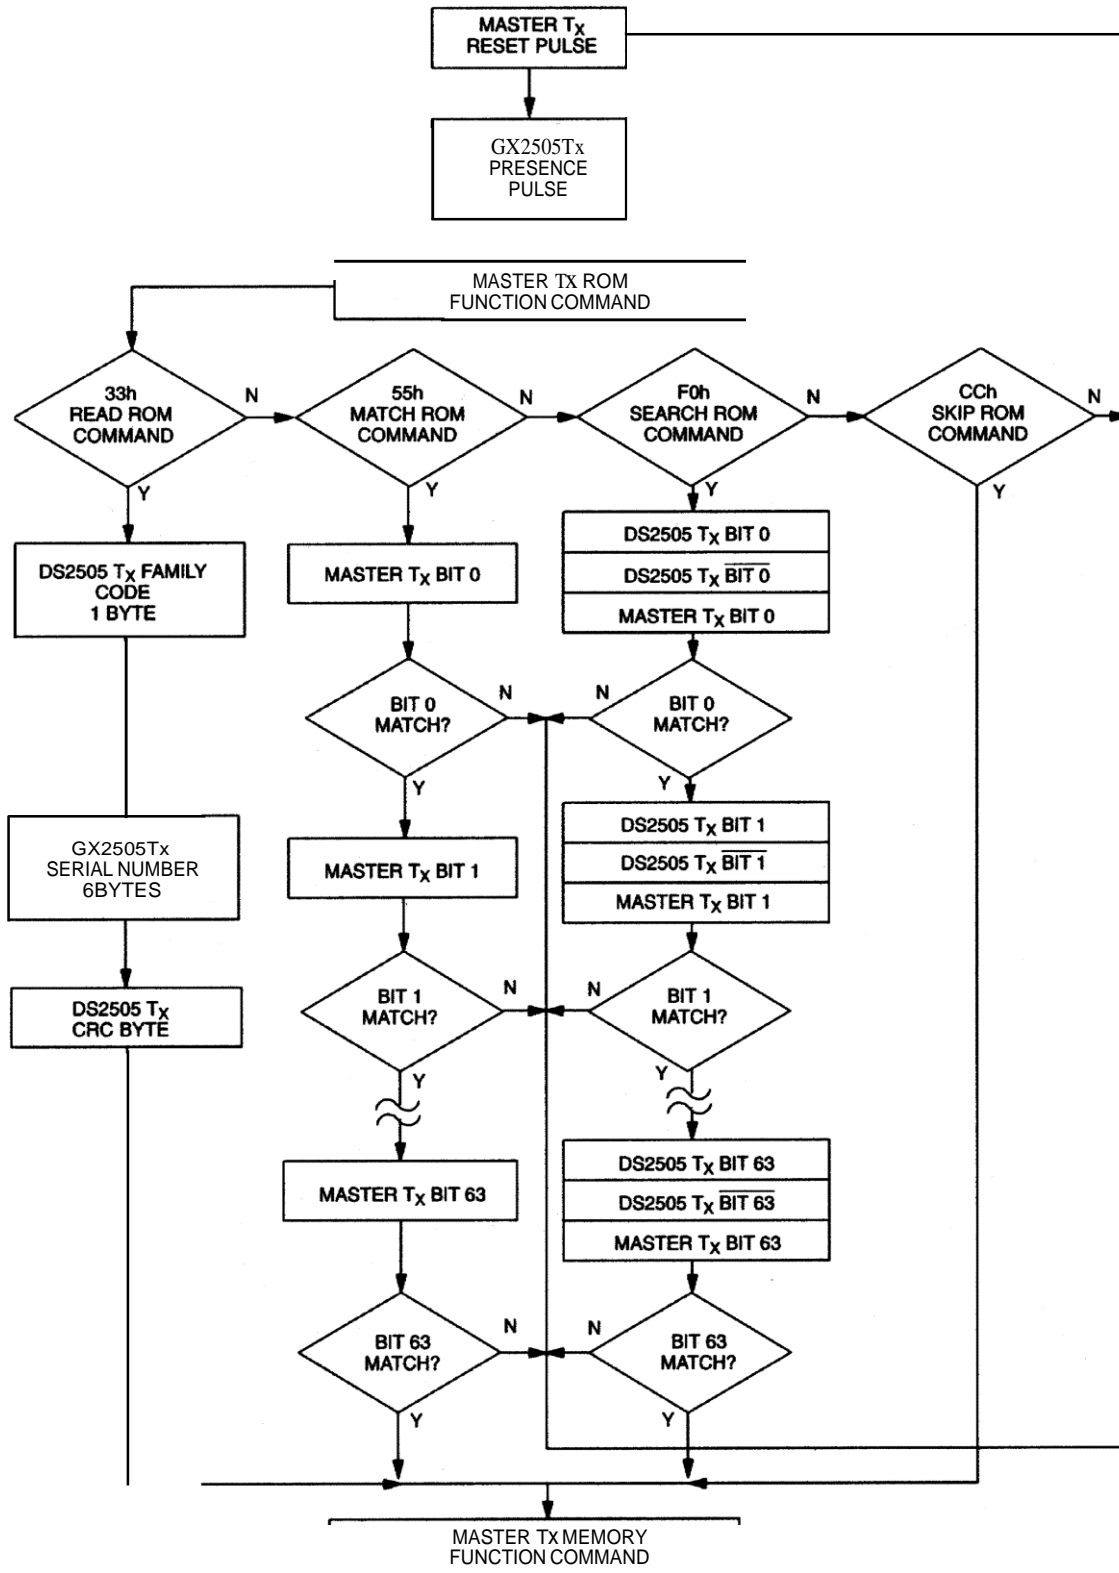 MASTER TX
RESET PULSE
GX2505Tx
PRESENCE
PULSE
MASTER TX ROM
FUNCTION COMMAND
33h
READ ROM
COMMAND
N
Y
55h
MATCH ROM
COMMAND
N
Y
F0h
SEARCH ROM
COMMAND
N
Y
CCh
SKIP ROM
COMMAND
N
Y
DS2505 TX FAMILY
CODE
1 BYTE
GX2505Tx
SERIAL NUMBER
6BYTES
DS2505 TX
CRC BYTE
MASTER TX BIT 0
BIT 0
MATCH?
N
Y
MASTER TX BIT 1
BIT 1
MATCH?
N
Y
MASTER TX BIT 63
BIT 63
MATCH?
N
Y
DS2505 TX BIT 0
DS2505 TX BIT 0
MASTER TX BIT 0
N
BIT 0
MATCH?
Y
DS2505 TX BIT 1
DS2505 TX BIT 1
MASTER TX BIT 1
N
BIT 1
MATCH?
Y
DS2505 TX BIT 63
DS2505 TX BIT 63
MASTER TX BIT 63
N
BIT 63
MATCH?
Y
MASTER TX MEMORY
FUNCTION COMMAND